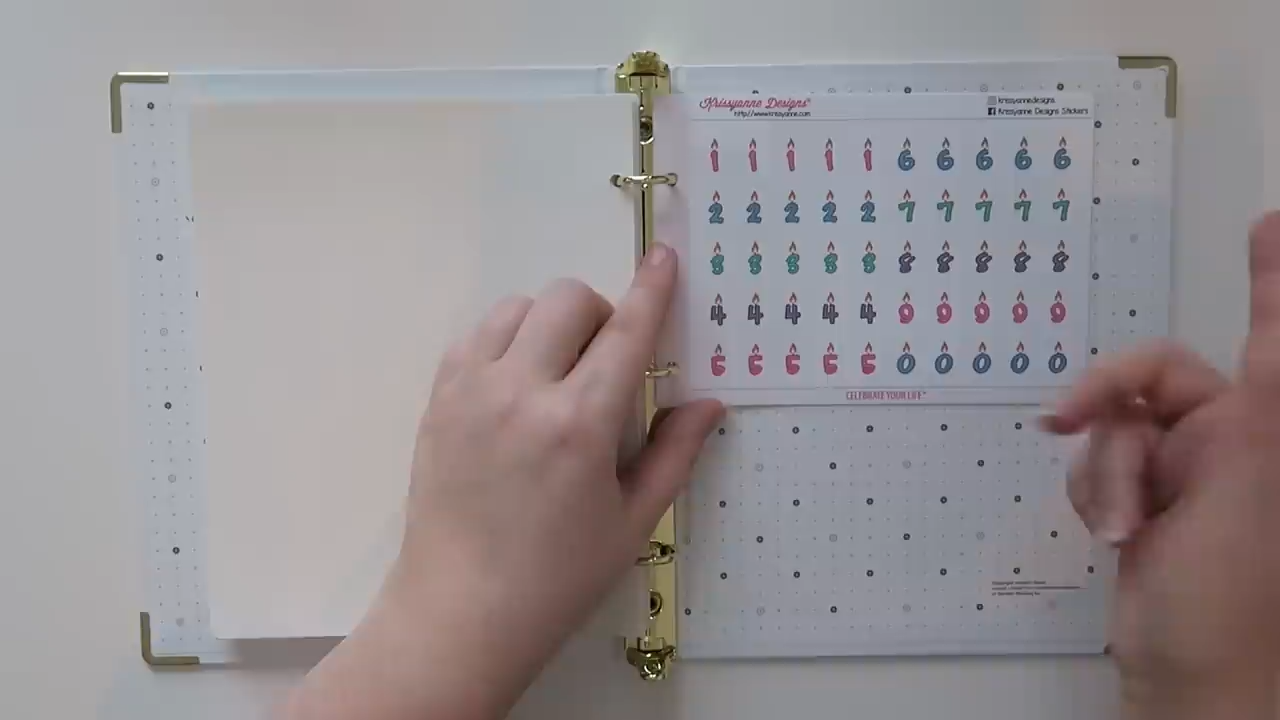 Krissyanne Designs®
http://www.krissyanne.com
krissyannedesigns
Krissyanne Designs Stickers
1 1 1 1 1 6 6 6 6 6
2 2 2 2 2 7 7 7 7 7
3 3 3 3 3 8 8 8 8 8
4 4 4 4 4 9 9 9 9 9
5 5 5 5 5 0 0 0 0 0
CELEBRATE YOUR LIFE™